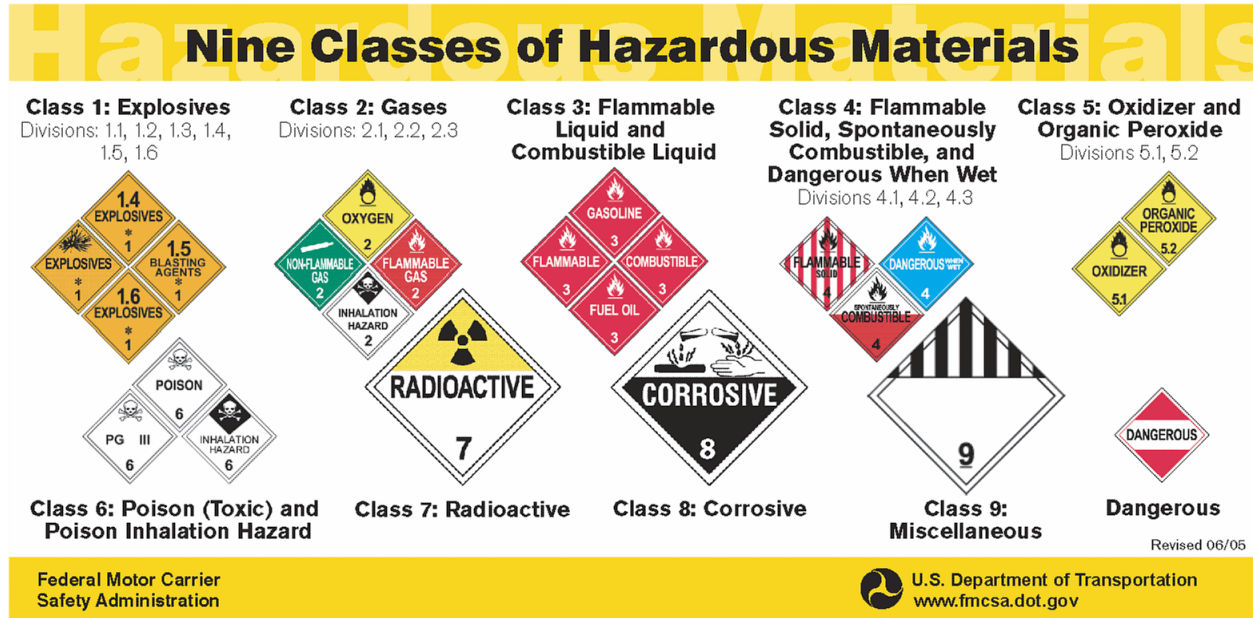 Hazardous Materials
Nine Classes of Hazardous Materials
Class 1: Explosives
Divisions: 1.1, 1.2, 1.3, 1.4,
1.5, 1.6
1.4
EXPLOSIVES
*
1
EXPLOSIVES
*
1
1.5
BLASTING
AGENTS
*
1
1.6
EXPLOSIVES
*
1
Class 2: Gases
Divisions: 2.1, 2.2, 2.3
OXYGEN
2
NON-FLAMMABLE
GAS
2
FLAMMABLE
GAS
2
INHALATION
HAZARD
2
Class 3: Flammable
Liquid and
Combustible Liquid
GASOLINE
3
FLAMMABLE
3
COMBUSTIBLE
3
FUEL OIL
3
Class 4: Flammable
Solid, Spontaneously
Combustible, and
Dangerous When Wet
Divisions 4.1, 4.2, 4.3
FLAMMABLE
SOLID
4
DANGEROUS WHEN WET
4
SPONTANEOUSLY
COMBUSTIBLE
4
Class 5: Oxidizer and
Organic Peroxide
Divisions 5.1, 5.2
ORGANIC
PEROXIDE
5.2
OXIDIZER
5.1
POISON
6
PG III
6
INHALATION
HAZARD
6
Class 6: Poison (Toxic) and
Poison Inhalation Hazard
RADIOACTIVE
7
Class 7: Radioactive
CORROSIVE
8
Class 8: Corrosive
9
Class 9:
Miscellaneous
DANGEROUS
Dangerous
Revised 06/05
Federal Motor Carrier
Safety Administration
U.S. Department of Transportation
www.fmcsa.dot.gov